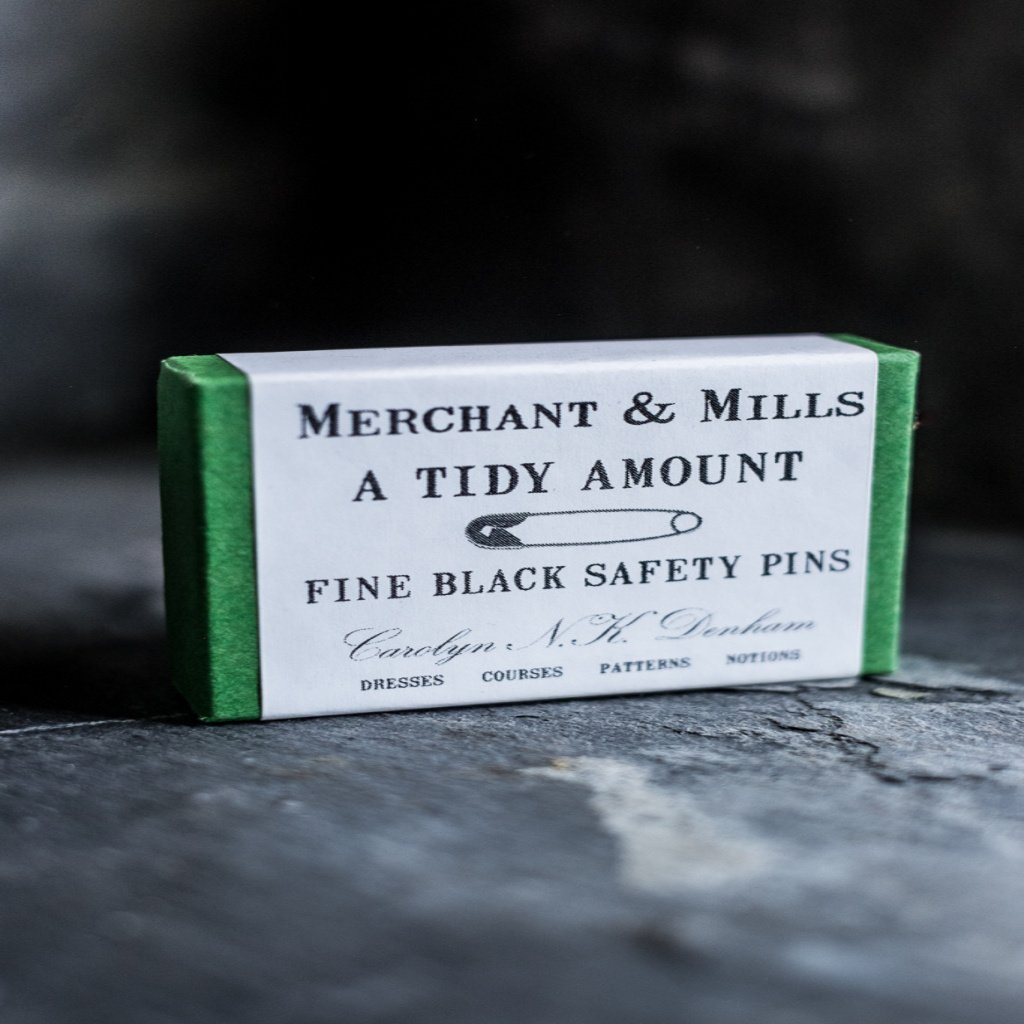 MERCHANT & MILLS
A TIDY AMOUNT
FINE BLACK SAFETY PINS
Carolyn N.K. Denham
DRESSES COURSES PATTERNS NOTIONS